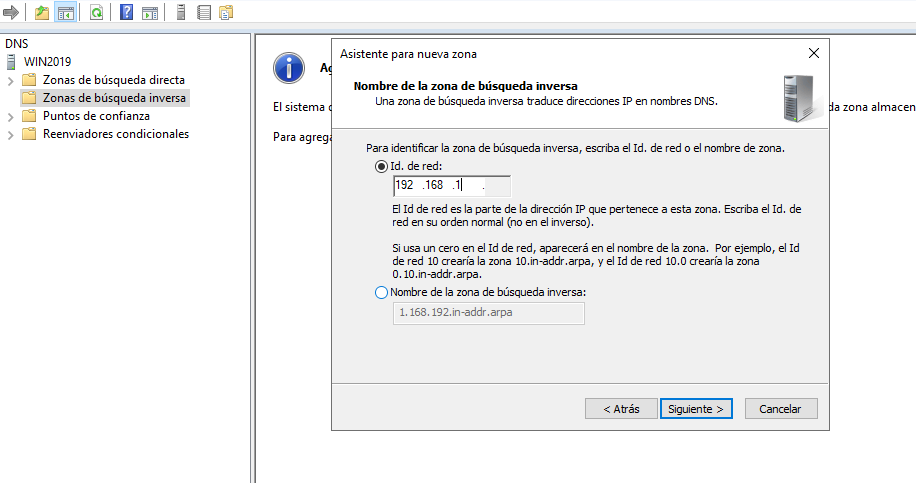 DNS
WIN2019
Zonas de búsqueda directa
Zonas de búsqueda inversa
Puntos de confianza
Reenviadores condicionales
El sistema
Para agrega
da zona almacen
Asistente para nueva zona
Nombre de la zona de búsqueda inversa
Una zona de búsqueda inversa traduce direcciones IP en nombres DNS.
Para identificar la zona de búsqueda inversa, escriba el Id. de red o el nombre de zona.
Id. de red:
192 .168 .1 .
El Id de red es la parte de la dirección IP que pertenece a esta zona. Escriba el Id. de
red en su orden normal (no en el inverso).
Si usa un cero en el Id de red, aparecerá en el nombre de la zona. Por ejemplo, el Id
de red 10 crearía la zona 10.in-addr.arpa, y el Id de red 10.0 crearía la zona
0.10.in-addr.arpa.
Nombre de la zona de búsqueda inversa:
1.168.192.in-addr.arpa
< Atrás
Siguiente >
Cancelar